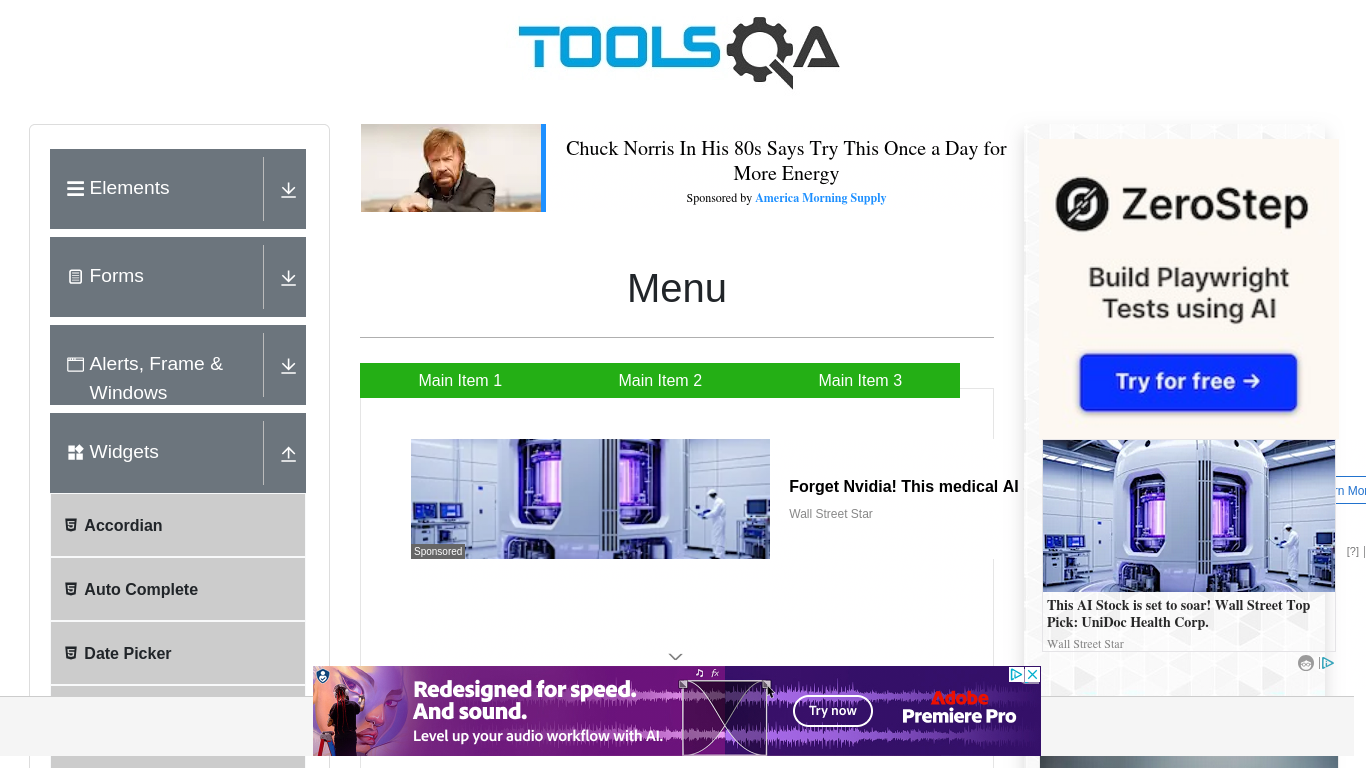 TOOLSQA
Elements
Forms
Alerts, Frame &
Windows
Widgets
Accordian
Auto Complete
Date Picker
Chuck Norris In His 80s Says Try This Once a Day for
More Energy
Sponsored by America Morning Supply
Menu
Main Item 1
Main Item 2
Main Item 3
Sponsored
Forget Nvidia! This medical AI
Wall Street Star
ZeroStep
Build Playwright
Tests using AI
Try for free →
This AI Stock is set to soar! Wall Street Top
Pick: UniDoc Health Corp.
Wall Street Star
[?]
Redesigned for speed.
And sound.
Level up your audio workflow with AI.
fx
Try now
Adobe
Premiere Pro